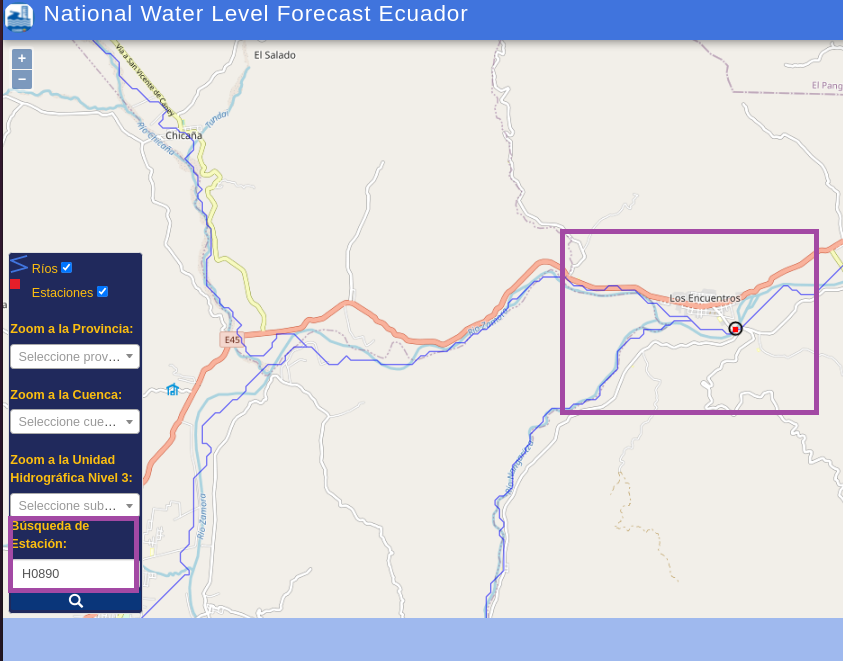 National Water Level Forecast Ecuador
+
−
El Salado
Vía a San Vicente de Caney
El Pang
Tundo
Río Chicaña
Chicaña
Ríos
Estaciones
a
Los Encuentros
Río Zamora
Zoom a la Provincia:
E45
Seleccione prov...
Zoom a la Cuenca:
Seleccione cue...
Zoom a la Unidad
Hidrográfica Nivel 3:
Río Nangaritza
Seleccione sub...
Río Zamora
Búsqueda de
Estación:
H0890